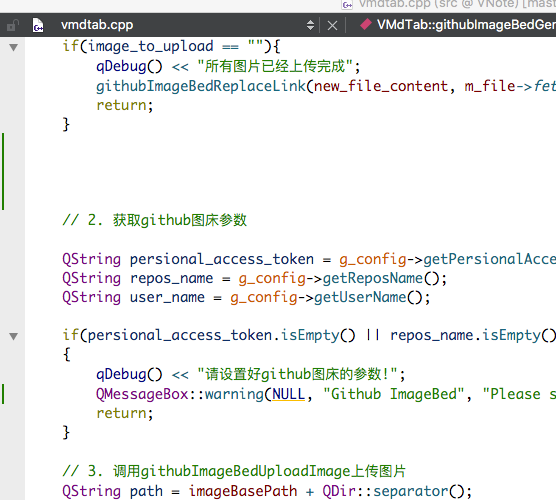 vmdtab.cpp (src @ VNote) [mast
vmdtab.cpp VMdTab::githubImageBedGer
if(image_to_upload == ""){
qDebug() << "所有图片已经上传完成";
githubImageBedReplaceLink(new_file_content, m_file->fet
return;
}
// 2. 获取github图床参数
QString persional_access_token = g_config->getPersionalAcce
QString repos_name = g_config->getReposName();
QString user_name = g_config->getUserName();
if(persional_access_token.isEmpty() || repos_name.isEmpty()
{
qDebug() << "请设置好github图床的参数!";
QMessageBox::warning(NULL, "Github ImageBed", "Please s
return;
}
// 3. 调用githubImageBedUploadImage上传图片
QString path = imageBasePath + QDir::separator();